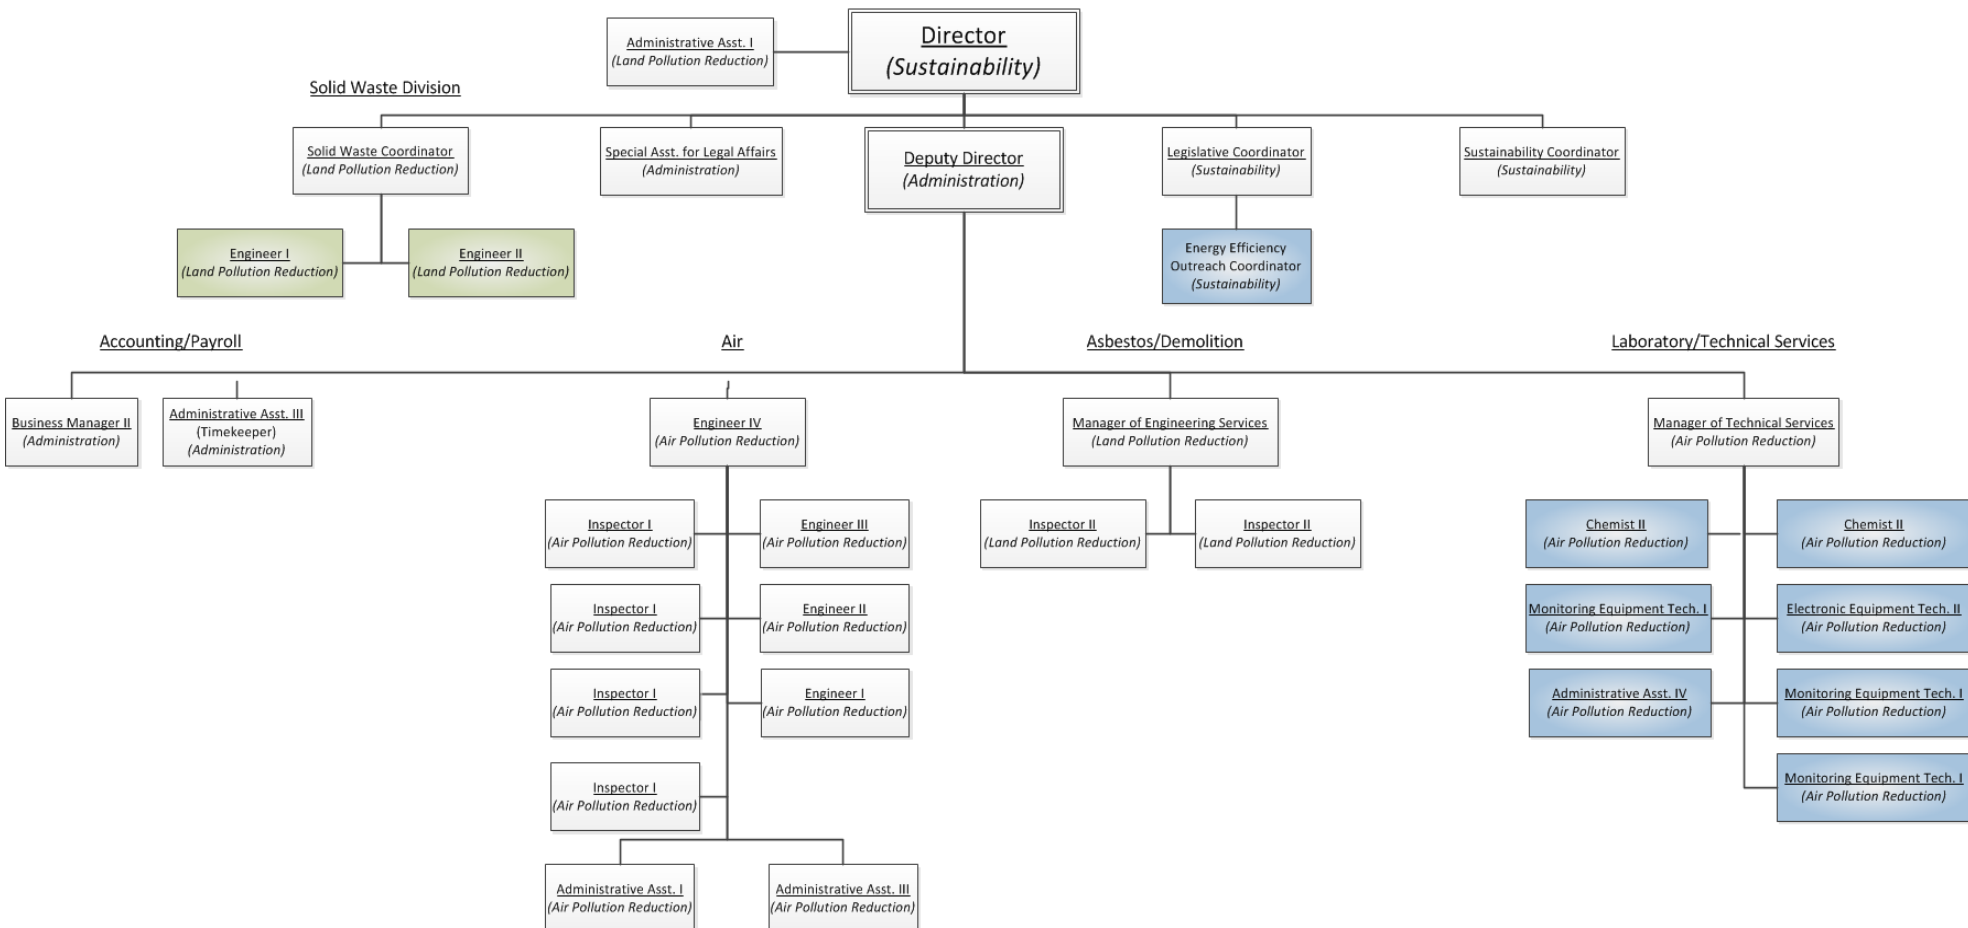 Administrative Asst. I
(Land Pollution Reduction)
Director
(Sustainability)
Solid Waste Division
Solid Waste Coordinator
(Land Pollution Reduction)
Special Asst. for Legal Affairs
(Administration)
Deputy Director
(Administration)
Legislative Coordinator
(Sustainability)
Sustainability Coordinator
(Sustainability)
Engineer I
(Land Pollution Reduction)
Engineer II
(Land Pollution Reduction)
Energy Efficiency
Outreach Coordinator
(Sustainability)
Accounting/Payroll
Air
Asbestos/Demolition
Laboratory/Technical Services
Business Manager II
(Administration)
Administrative Asst. III
(Timekeeper)
(Administration)
Engineer IV
(Air Pollution Reduction)
Manager of Engineering Services
(Land Pollution Reduction)
Manager of Technical Services
(Air Pollution Reduction)
Inspector I
(Air Pollution Reduction)
Engineer III
(Air Pollution Reduction)
Inspector II
(Land Pollution Reduction)
Inspector II
(Land Pollution Reduction)
Chemist II
(Air Pollution Reduction)
Chemist II
(Air Pollution Reduction)
Inspector I
(Air Pollution Reduction)
Engineer II
(Air Pollution Reduction)
Monitoring Equipment Tech. I
(Air Pollution Reduction)
Electronic Equipment Tech. II
(Air Pollution Reduction)
Inspector I
(Air Pollution Reduction)
Engineer I
(Air Pollution Reduction)
Administrative Asst. IV
(Air Pollution Reduction)
Monitoring Equipment Tech. I
(Air Pollution Reduction)
Inspector I
(Air Pollution Reduction)
Monitoring Equipment Tech. I
(Air Pollution Reduction)
Administrative Asst. I
(Air Pollution Reduction)
Administrative Asst. III
(Air Pollution Reduction)